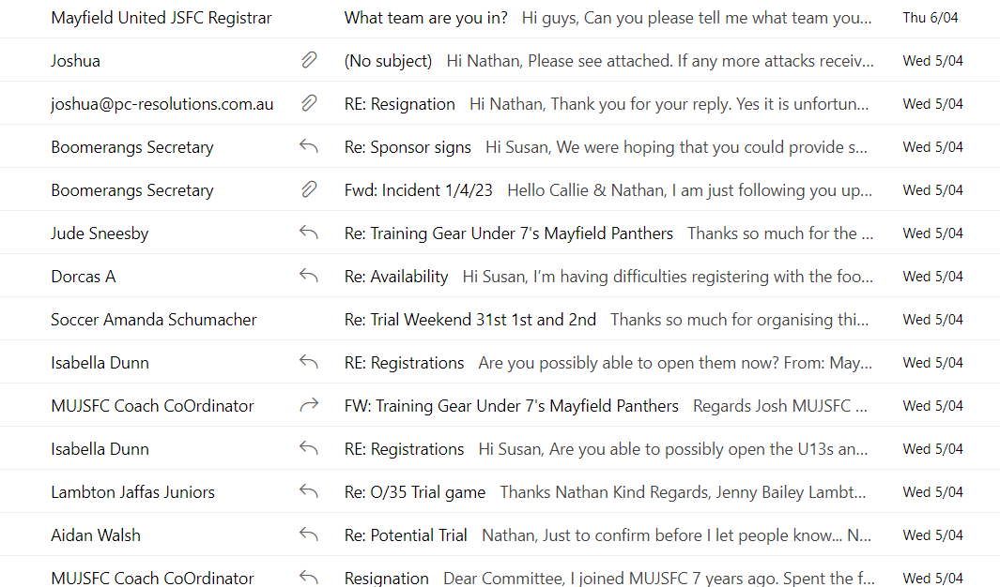 Mayfield United JSFC Registrar What team are you in? Hi guys, Can you please tell me what team you... Thu 6/04
Joshua (No subject) Hi Nathan, Please see attached. If any more attacks receiv... Wed 5/04
joshua@pc-resolutions.com.au RE: Resignation Hi Nathan, Thank you for your reply. Yes it is unfortun... Wed 5/04
Boomerangs Secretary Re: Sponsor signs Hi Susan, We were hoping that you could provide s... Wed 5/04
Boomerangs Secretary Fwd: Incident 1/4/23 Hello Callie & Nathan, I am just following you up... Wed 5/04
Jude Sneesby Re: Training Gear Under 7's Mayfield Panthers Thanks so much for the ... Wed 5/04
Dorcas A Re: Availability Hi Susan, I’m having difficulties registering with the foo... Wed 5/04
Soccer Amanda Schumacher Re: Trial Weekend 31st 1st and 2nd Thanks so much for organising thi... Wed 5/04
Isabella Dunn RE: Registrations Are you possibly able to open them now? From: May... Wed 5/04
MUJSFC Coach CoOrdinator FW: Training Gear Under 7's Mayfield Panthers Regards Josh MUJSFC ... Wed 5/04
Isabella Dunn RE: Registrations Hi Susan, Are you able to possibly open the U13s an... Wed 5/04
Lambton Jaffas Juniors Re: O/35 Trial game Thanks Nathan Kind Regards, Jenny Bailey Lambt... Wed 5/04
Aidan Walsh Re: Potential Trial Nathan, Just to confirm before I let people know... N... Wed 5/04
MUJSFC Coach CoOrdinator Resignation Dear Committee, I joined MUJSFC 7 years ago. Spent the f... Wed 5/04